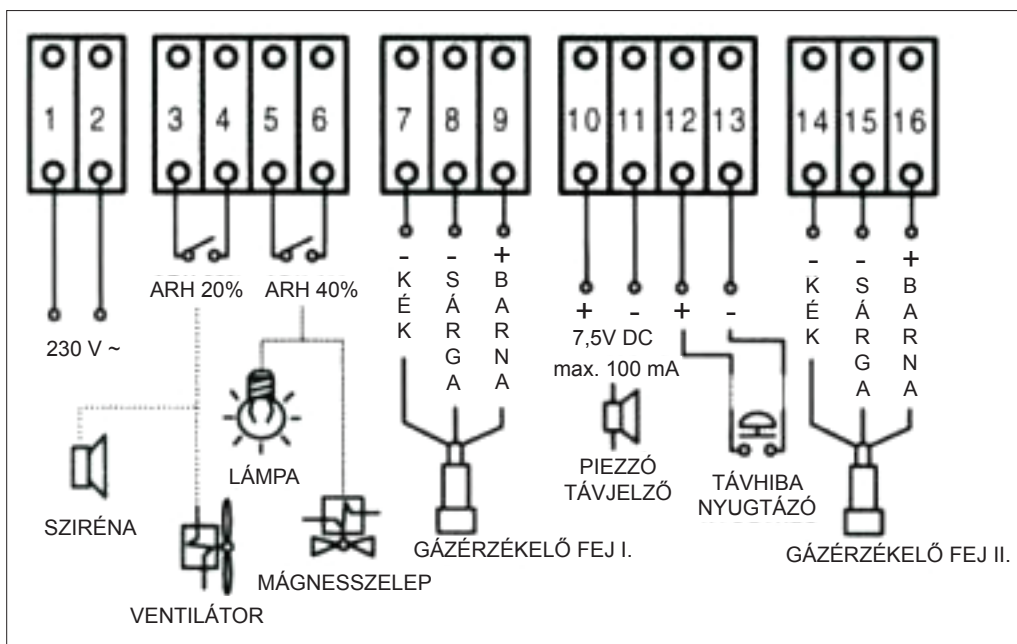 1 2 3 4 5 6 7 8 9 10 11 12 13 14 15 16
- - + - - +
KÉK SÁRGA BARNA KÉK SÁRGA BARNA
ARH 20% ARH 40%
+ - + -
230 V ~
7,5V DC
max. 100 mA
LÁMPA
PIEZZÓ
TÁVJELZŐ
TÁVHIBA
NYUGTÁZÓ
SZIRÉNA
GÁZÉRZÉKELŐ FEJ I.
GÁZÉRZÉKELŐ FEJ II.
MÁGNESSZELEP
VENTILÁTOR